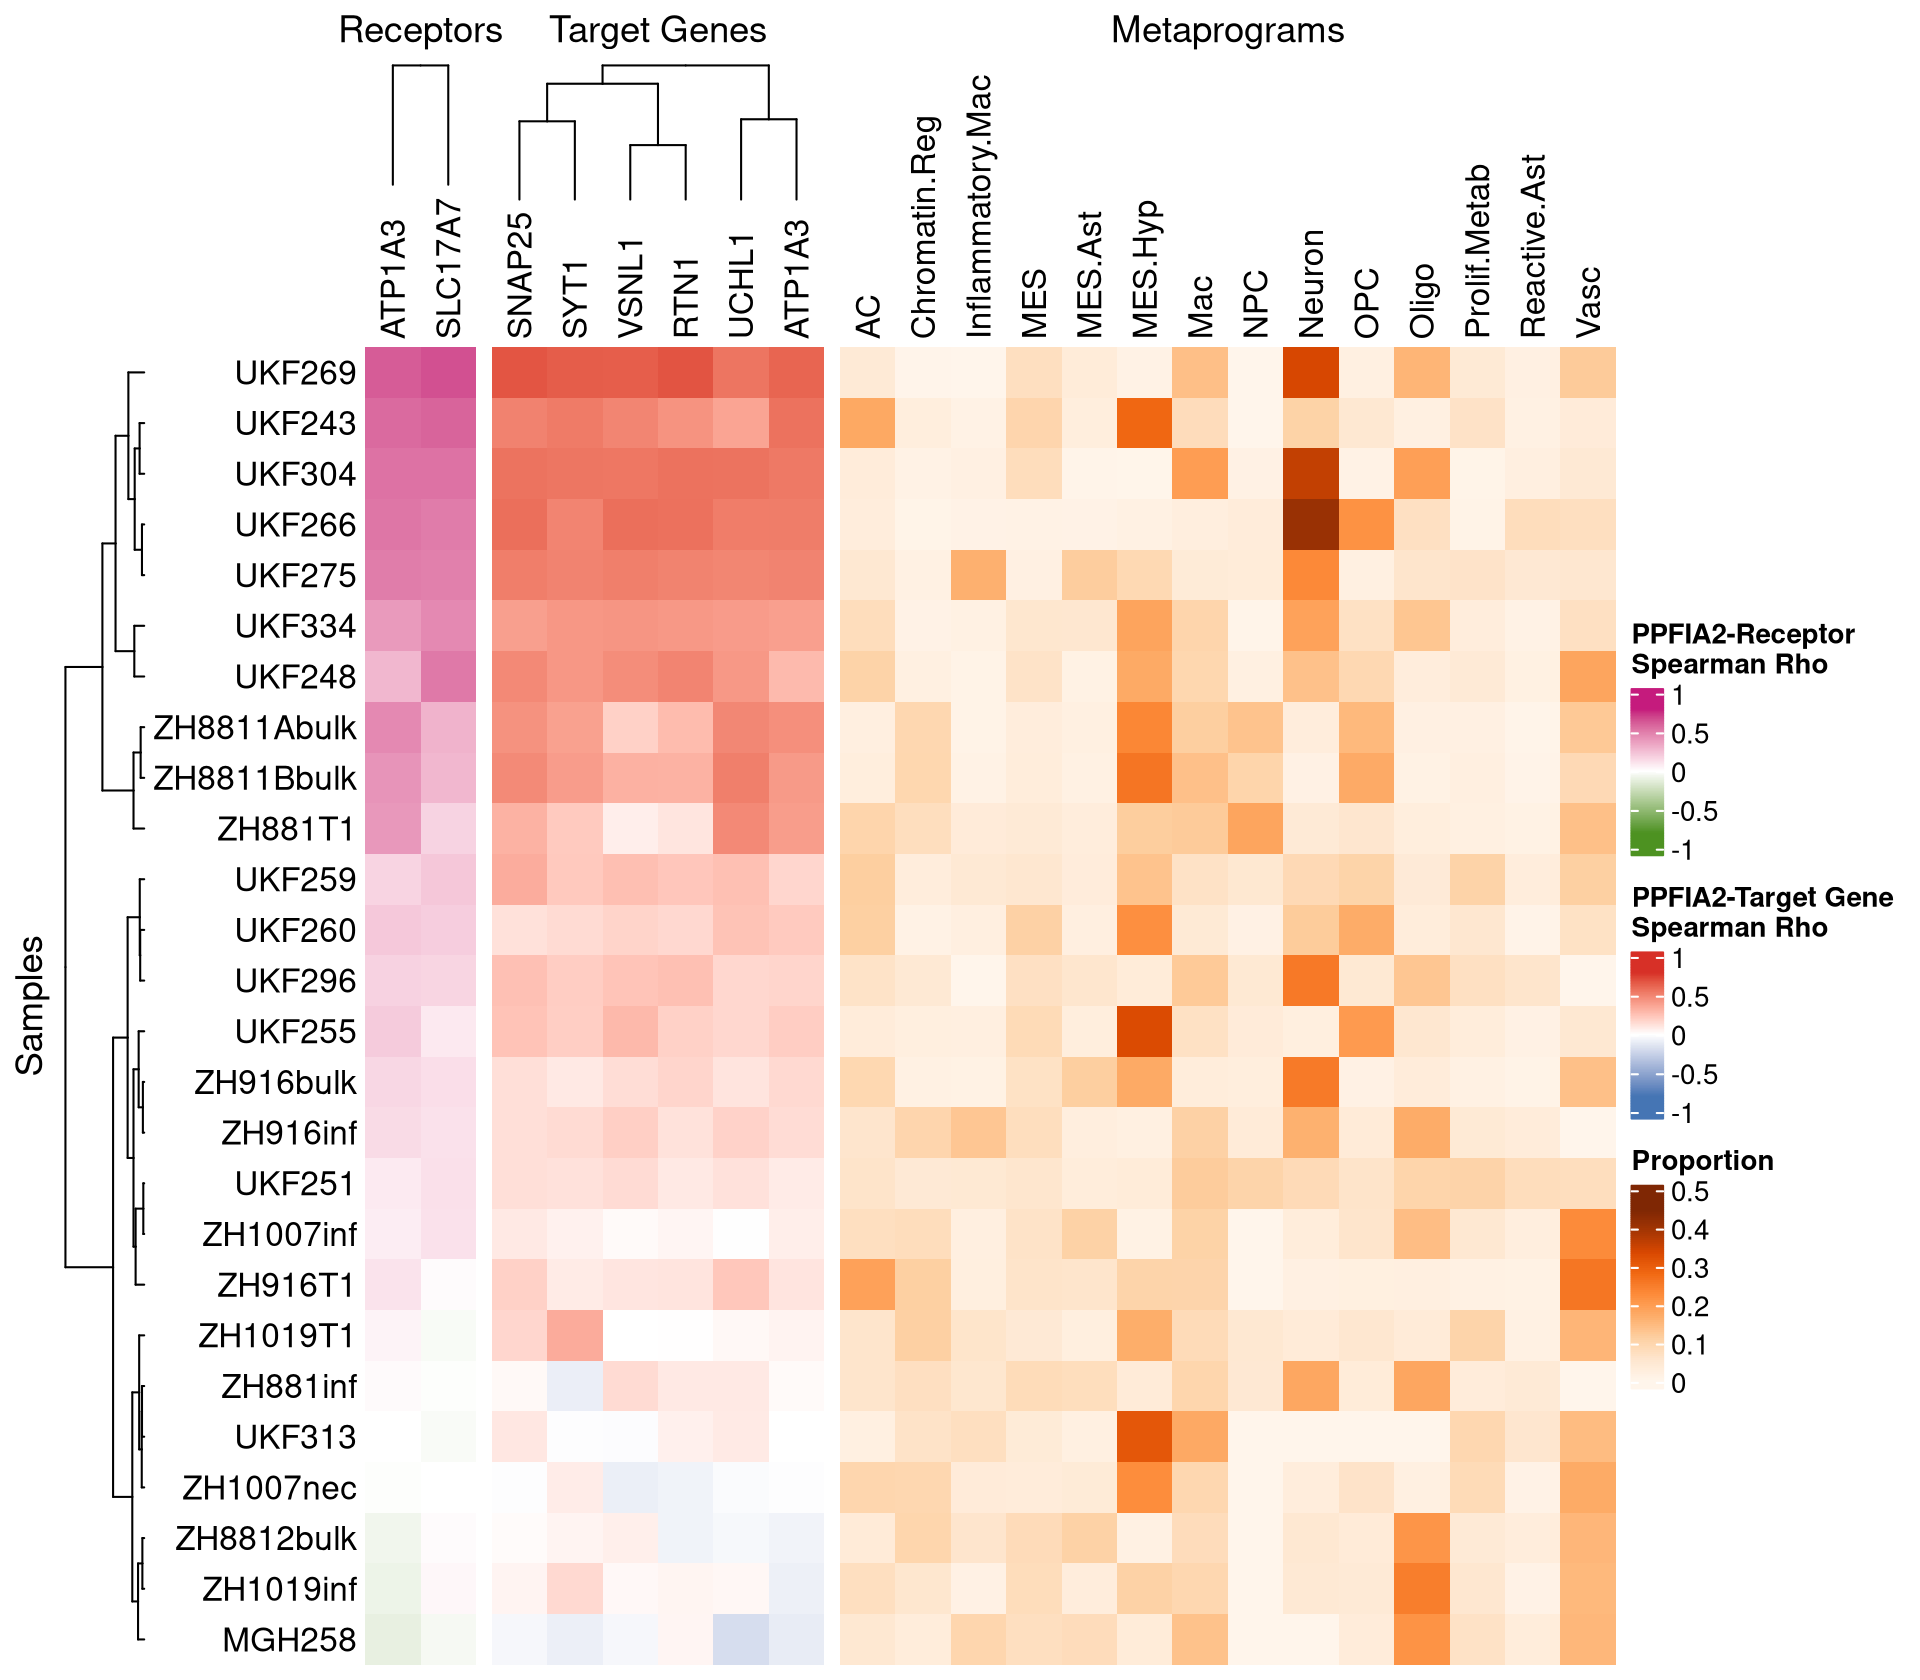 Receptors
Target Genes
Metaprograms
ATP1A3
SLC17A7
SNAP25
SYT1
VSNL1
RTN1
UCHL1
ATP1A3
AC
Chromatin.Reg
Inflammatory.Mac
MES
MES.Ast
MES.Hyp
Mac
NPC
Neuron
OPC
Oligo
Prolif.Metab
Reactive.Ast
Vasc
Samples
UKF269
UKF243
UKF304
UKF266
UKF275
UKF334
UKF248
ZH8811Abulk
ZH8811Bbulk
ZH881T1
UKF259
UKF260
UKF296
UKF255
ZH916bulk
ZH916inf
UKF251
ZH1007inf
ZH916T1
ZH1019T1
ZH881inf
UKF313
ZH1007nec
ZH8812bulk
ZH1019inf
MGH258
PPFIA2-Receptor
Spearman Rho
1
0.5
0
-0.5
-1
PPFIA2-Target Gene
Spearman Rho
1
0.5
0
-0.5
-1
Proportion
0.5
0.4
0.3
0.2
0.1
0